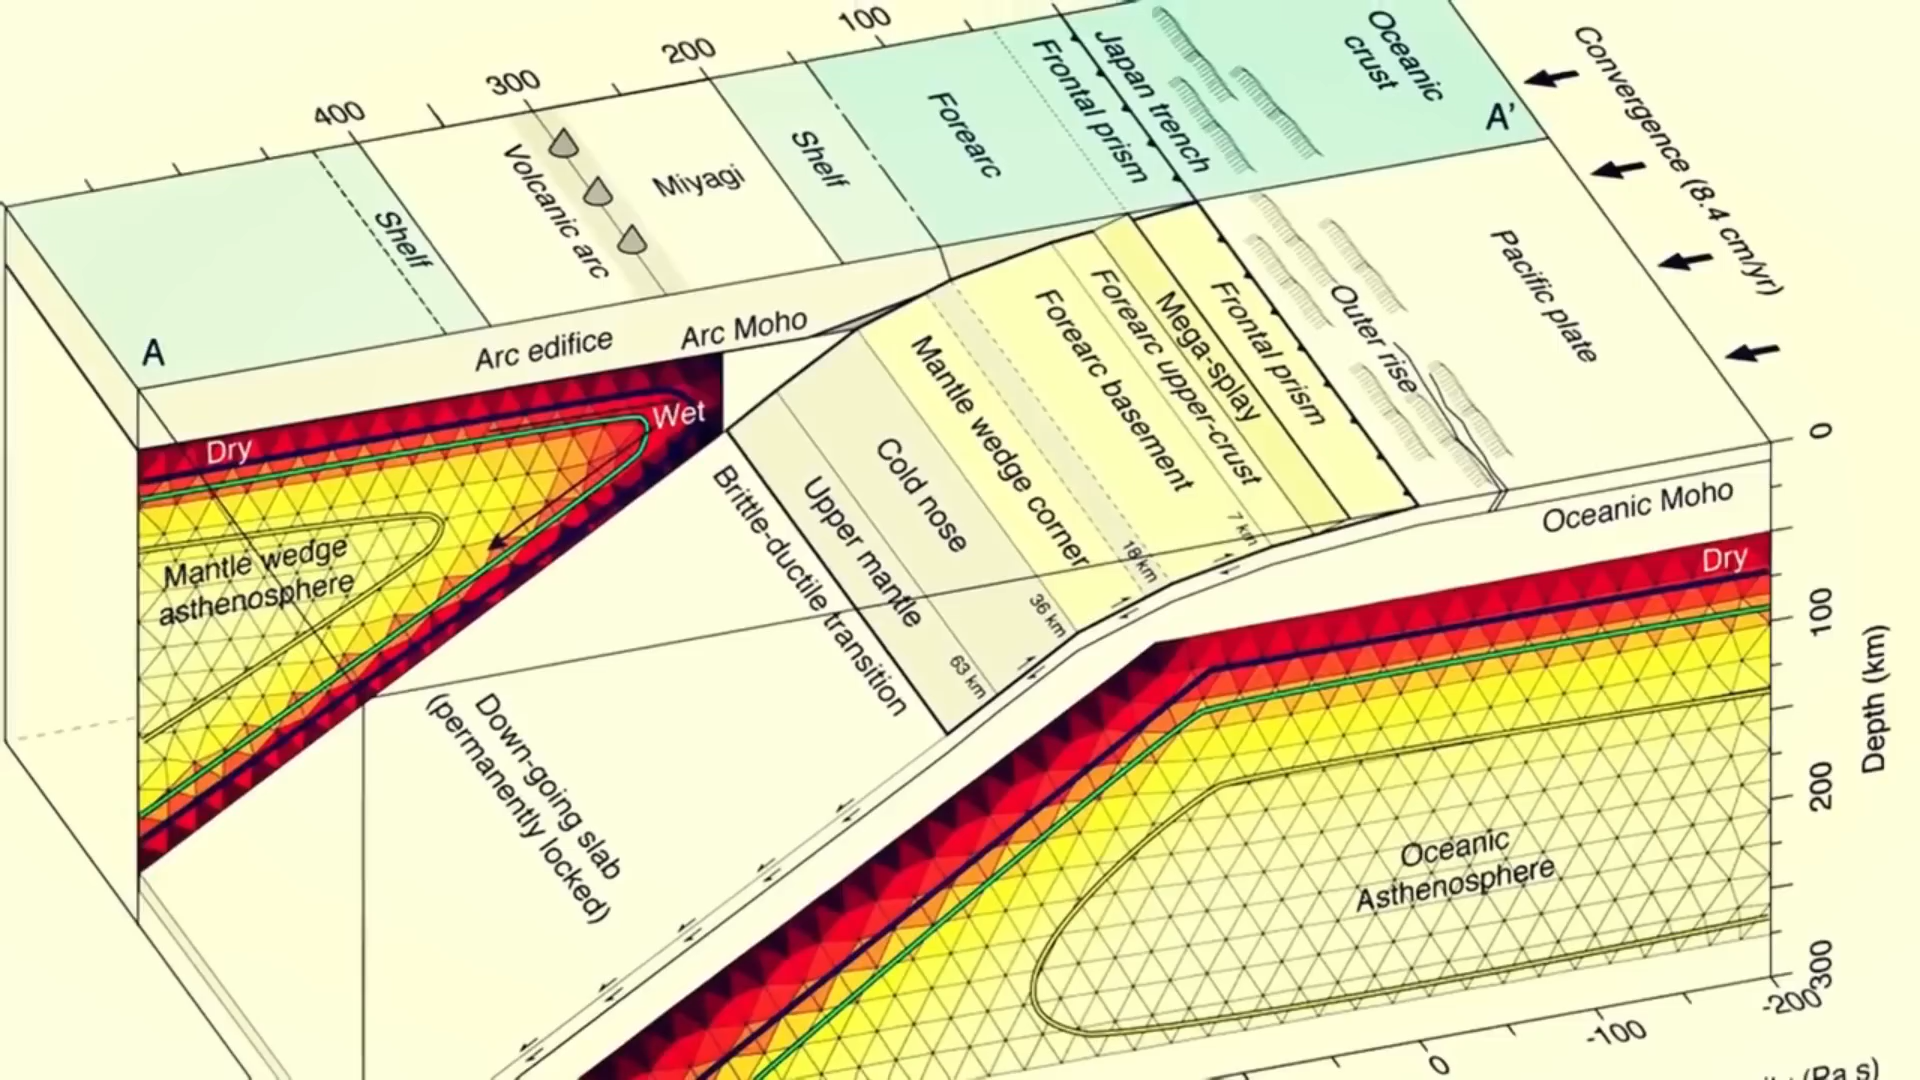 400
300
200
100
Oceanic
crust
Convergence (8.4 cm/yr)
A'
Japan trench
Frontal prism
Forearc
Shelf
Miyagi
Volcanic arc
Shelf
A
Arc edifice
Arc Moho
Pacific plate
Outer rise
Frontal prism
Mega-splay
Forearc upper-crust
Forearc basement
Mantle wedge corner
Cold nose
Upper mantle
Brittle-ductile transition
7 km
18 km
36 km
63 km
Dry
Wet
Mantle wedge
asthenosphere
Down-going slab
(permanently locked)
Oceanic Moho
Dry
Oceanic
Asthenosphere
0
100
200
300
Depth (km)
-200
-100
0
(Pa s)